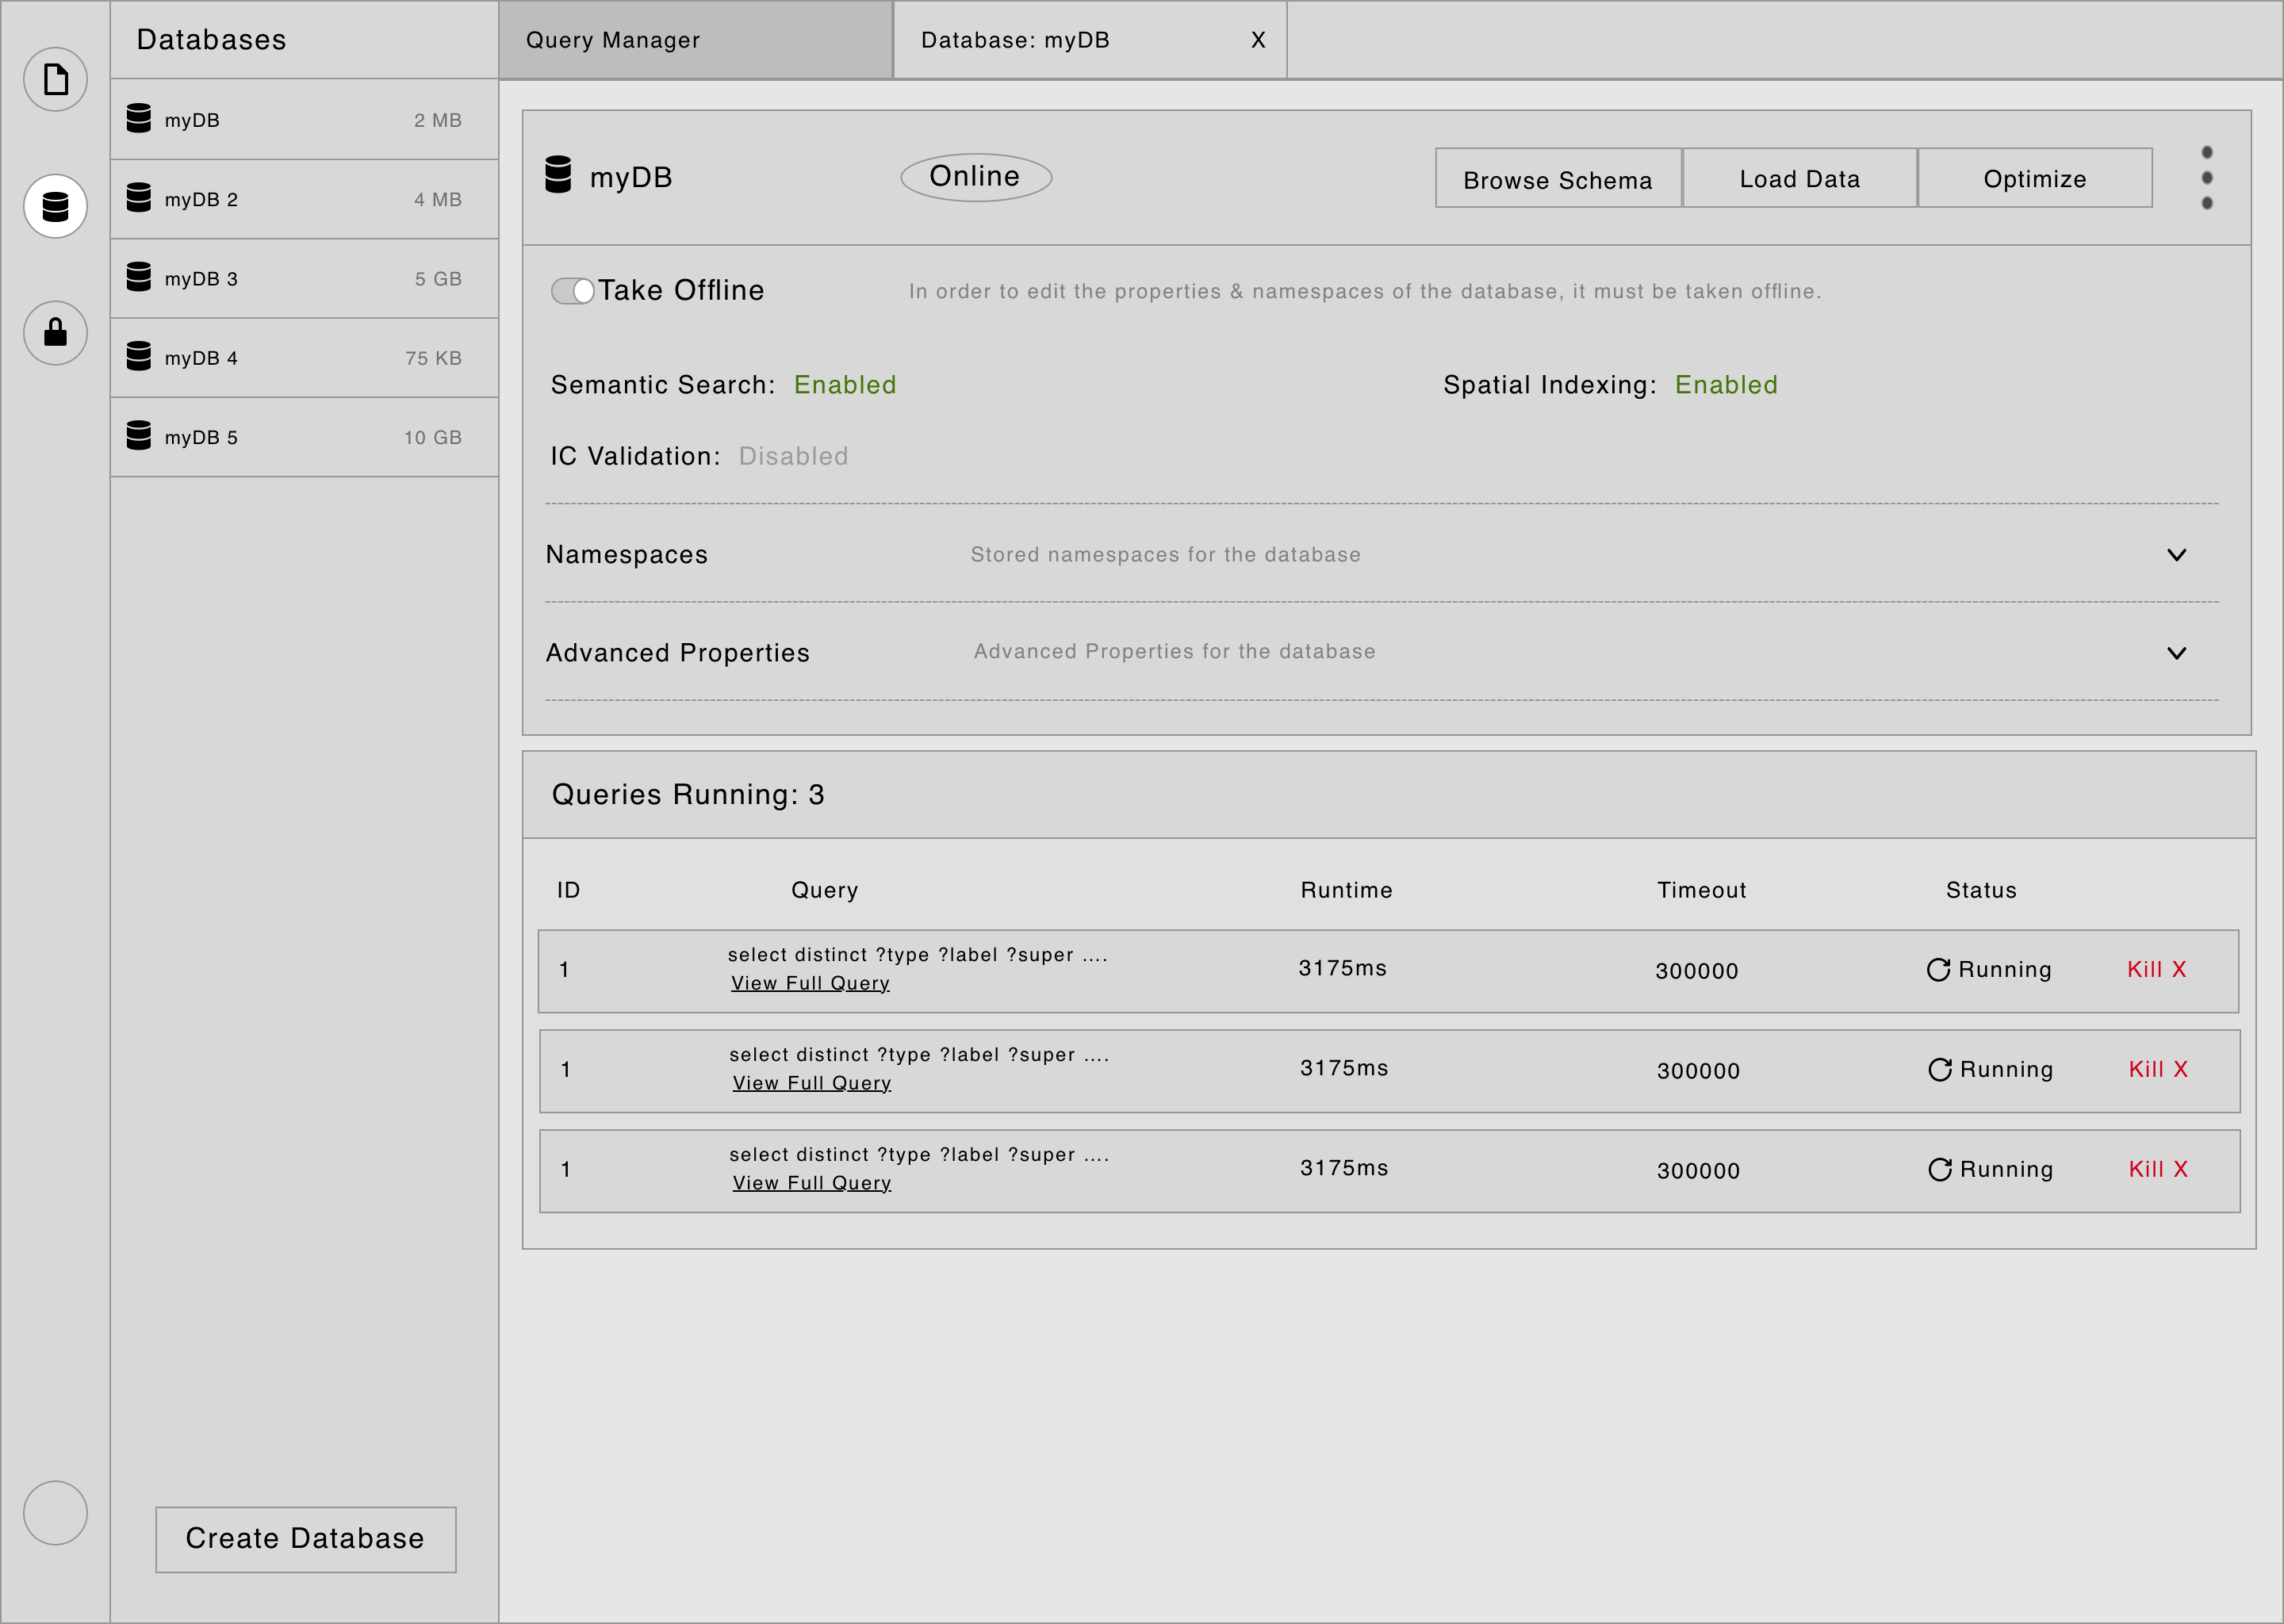 Databases
Query Manager
Database: myDB X
myDB 2 MB
myDB 2 4 MB
myDB 3 5 GB
myDB 4 75 KB
myDB 5 10 GB
Create Database
myDB
Online
Browse Schema
Load Data
Optimize
Take Offline
In order to edit the properties & namespaces of the database, it must be taken offline.
Semantic Search: Enabled
Spatial Indexing: Enabled
IC Validation: Disabled
Namespaces
Stored namespaces for the database
Advanced Properties
Advanced Properties for the database
Queries Running: 3
ID Query Runtime Timeout Status
1 select distinct ?type ?label ?super ....
View Full Query
3175ms 300000 Running Kill X
1 select distinct ?type ?label ?super ....
View Full Query
3175ms 300000 Running Kill X
1 select distinct ?type ?label ?super ....
View Full Query
3175ms 300000 Running Kill X